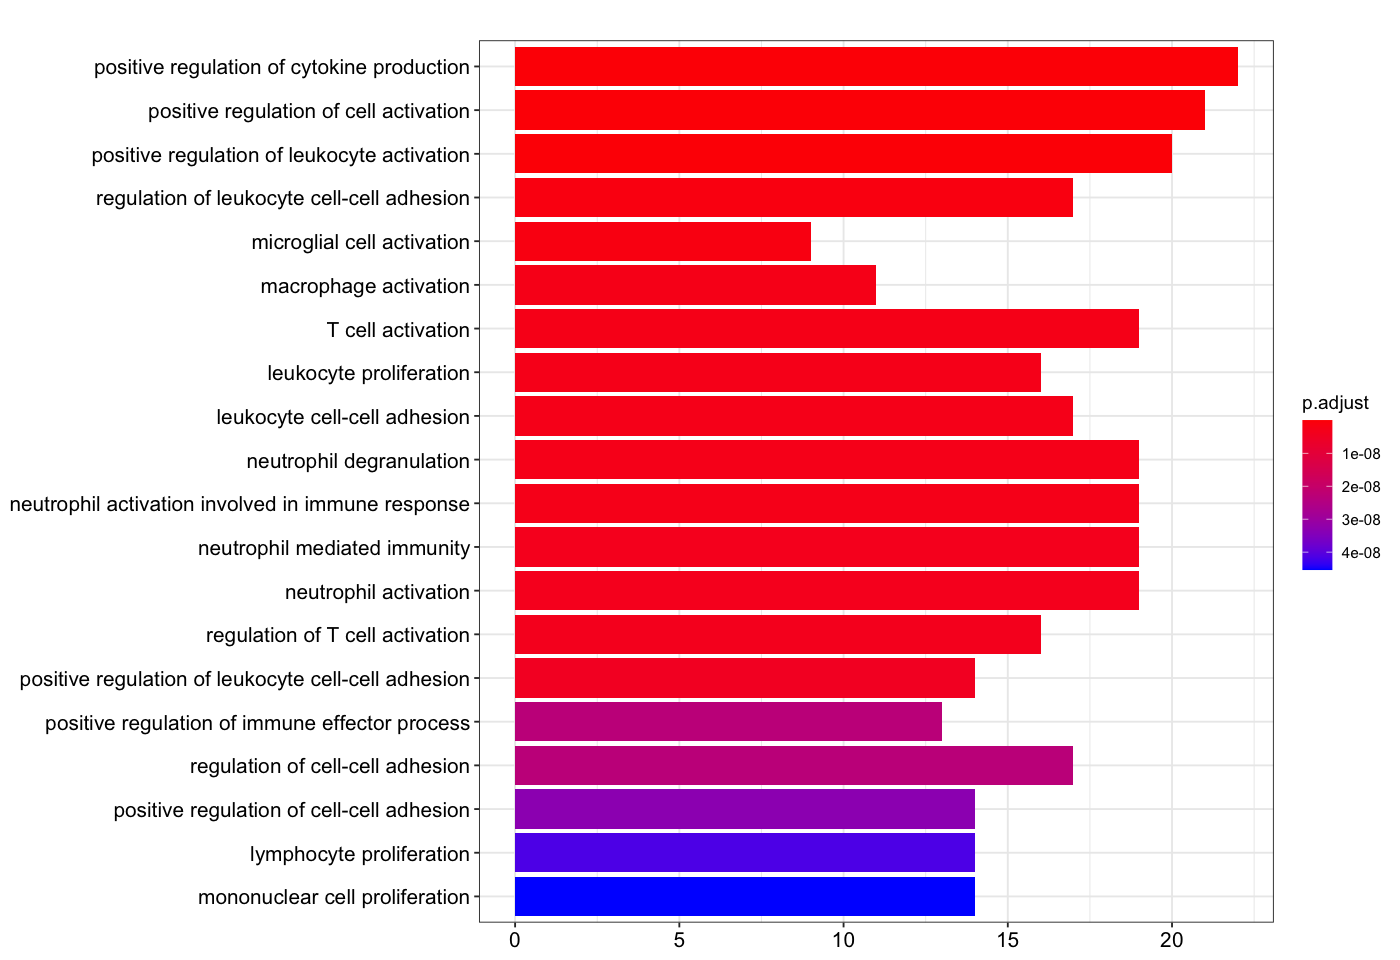 positive regulation of cytokine production
positive regulation of cell activation
positive regulation of leukocyte activation
regulation of leukocyte cell-cell adhesion
microglial cell activation
macrophage activation
T cell activation
leukocyte proliferation
leukocyte cell-cell adhesion
neutrophil degranulation
neutrophil activation involved in immune response
neutrophil mediated immunity
neutrophil activation
regulation of T cell activation
positive regulation of leukocyte cell-cell adhesion
positive regulation of immune effector process
regulation of cell-cell adhesion
positive regulation of cell-cell adhesion
lymphocyte proliferation
mononuclear cell proliferation
0 5 10 15 20
p.adjust
1e-08
2e-08
3e-08
4e-08